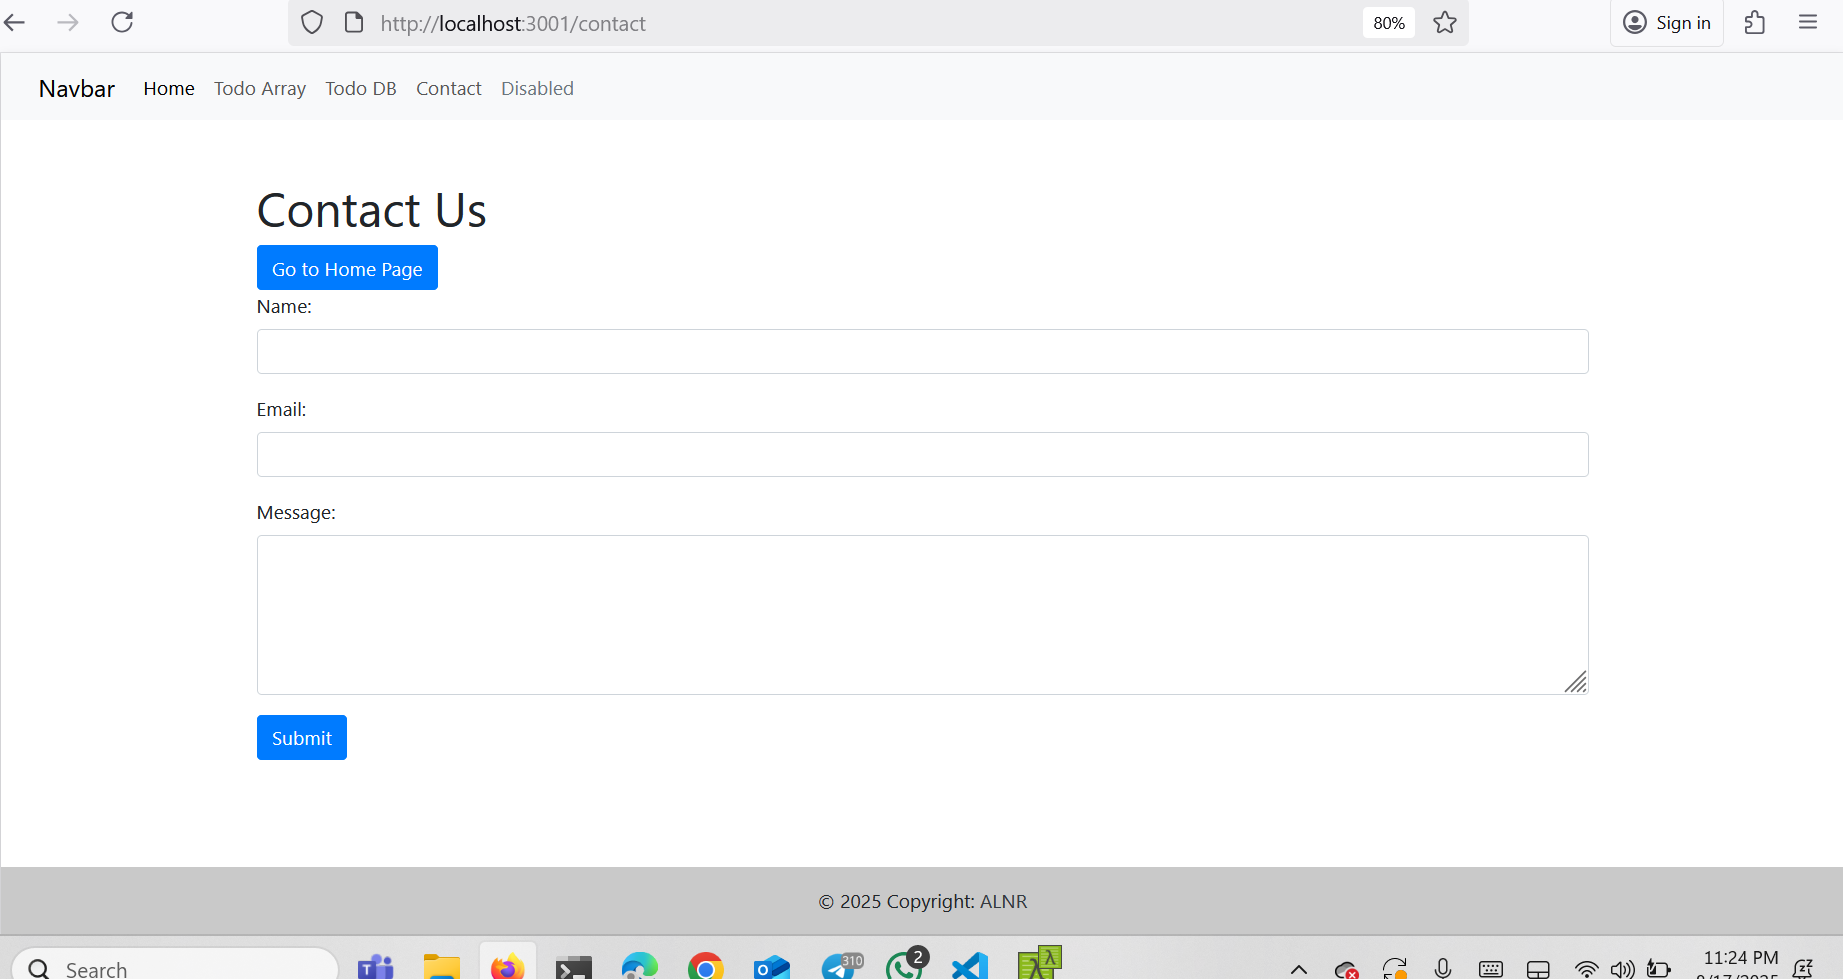 http://localhost:3001/contact 80% Sign in
Navbar Home Todo Array Todo DB Contact Disabled
Contact Us
Go to Home Page
Name:
Email:
Message:
Submit
© 2025 Copyright: ALNR
Search 310 2 11:24 PM